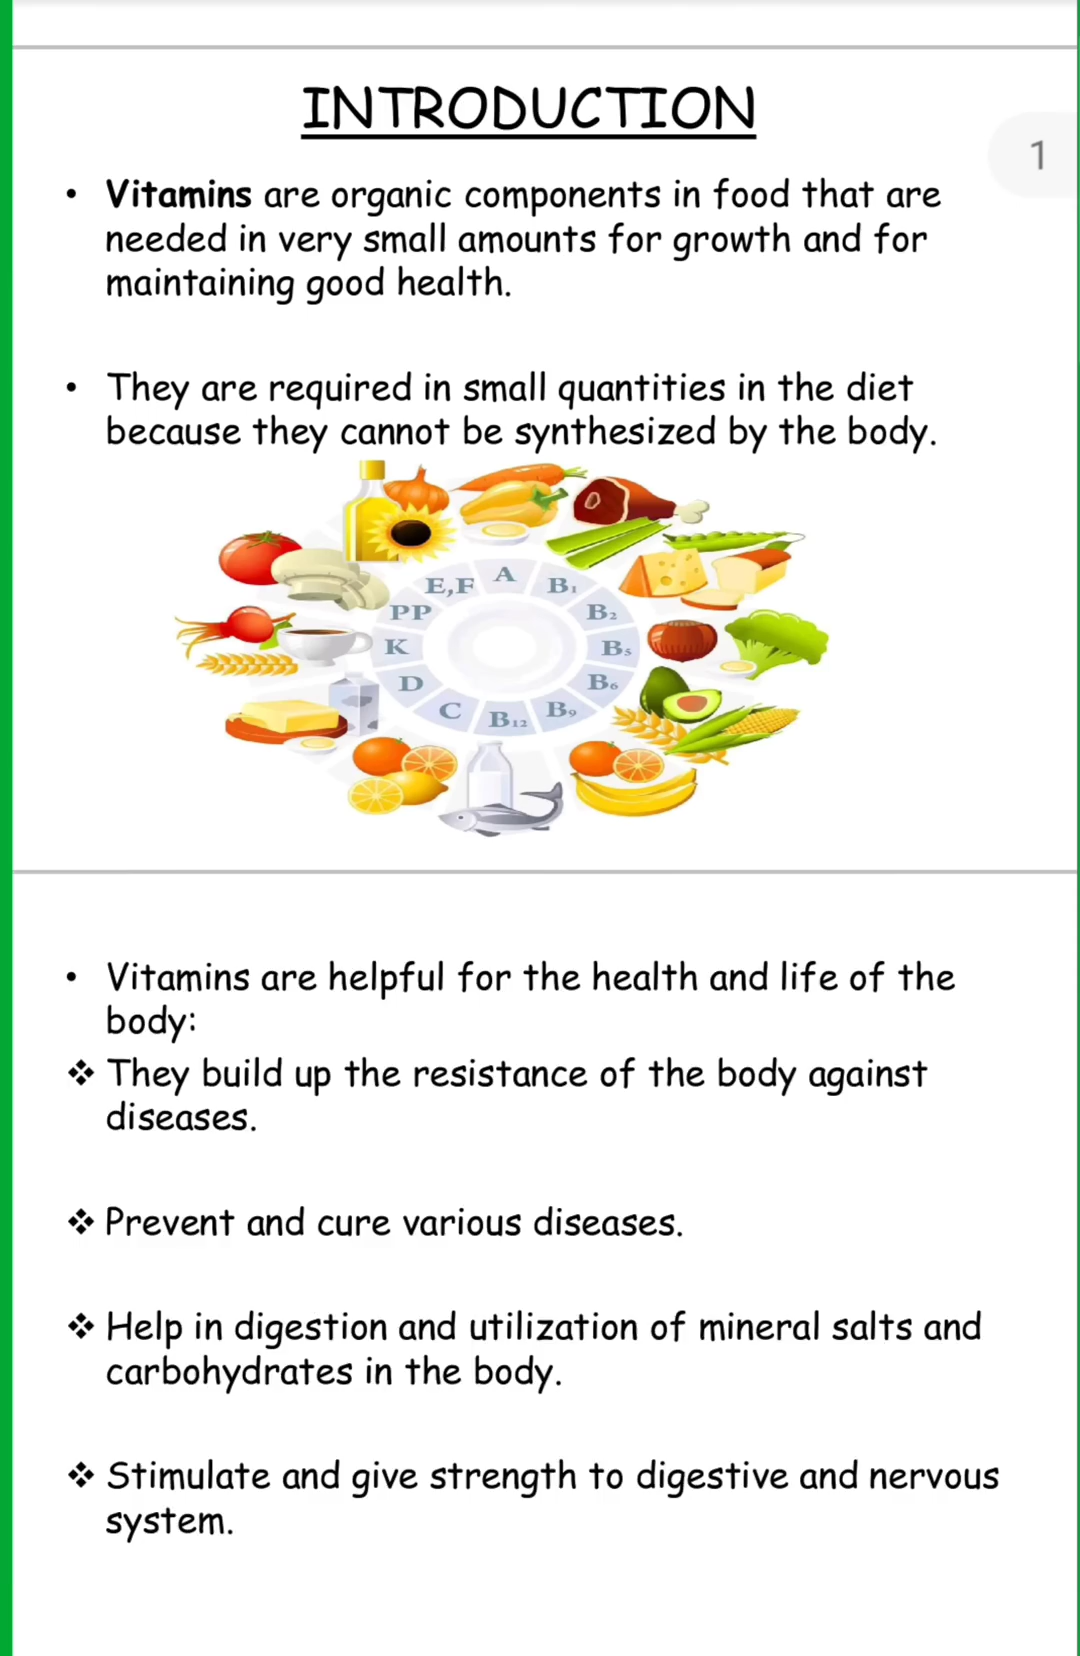 INTRODUCTION
1
• Vitamins are organic components in food that are
needed in very small amounts for growth and for
maintaining good health.
• They are required in small quantities in the diet
because they cannot be synthesized by the body.
A
E,F
B₁
PP
B₂
K
B₅
D
B₆
C
B₁₂
B₉
• Vitamins are helpful for the health and life of the
body:
❖ They build up the resistance of the body against
diseases.
❖ Prevent and cure various diseases.
❖ Help in digestion and utilization of mineral salts and
carbohydrates in the body.
❖ Stimulate and give strength to digestive and nervous
system.